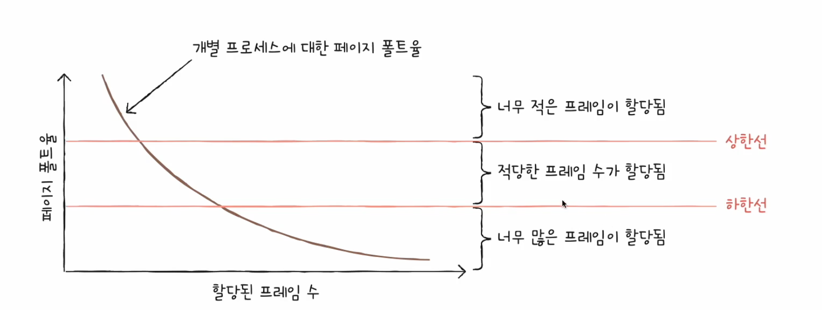 개별 프로세스에 대한 페이지 폴트율
너무 적은 프레임이 할당됨
상한선
페이지 폴트율
적당한 프레임 수가 할당됨
하한선
너무 많은 프레임이 할당됨
할당된 프레임 수